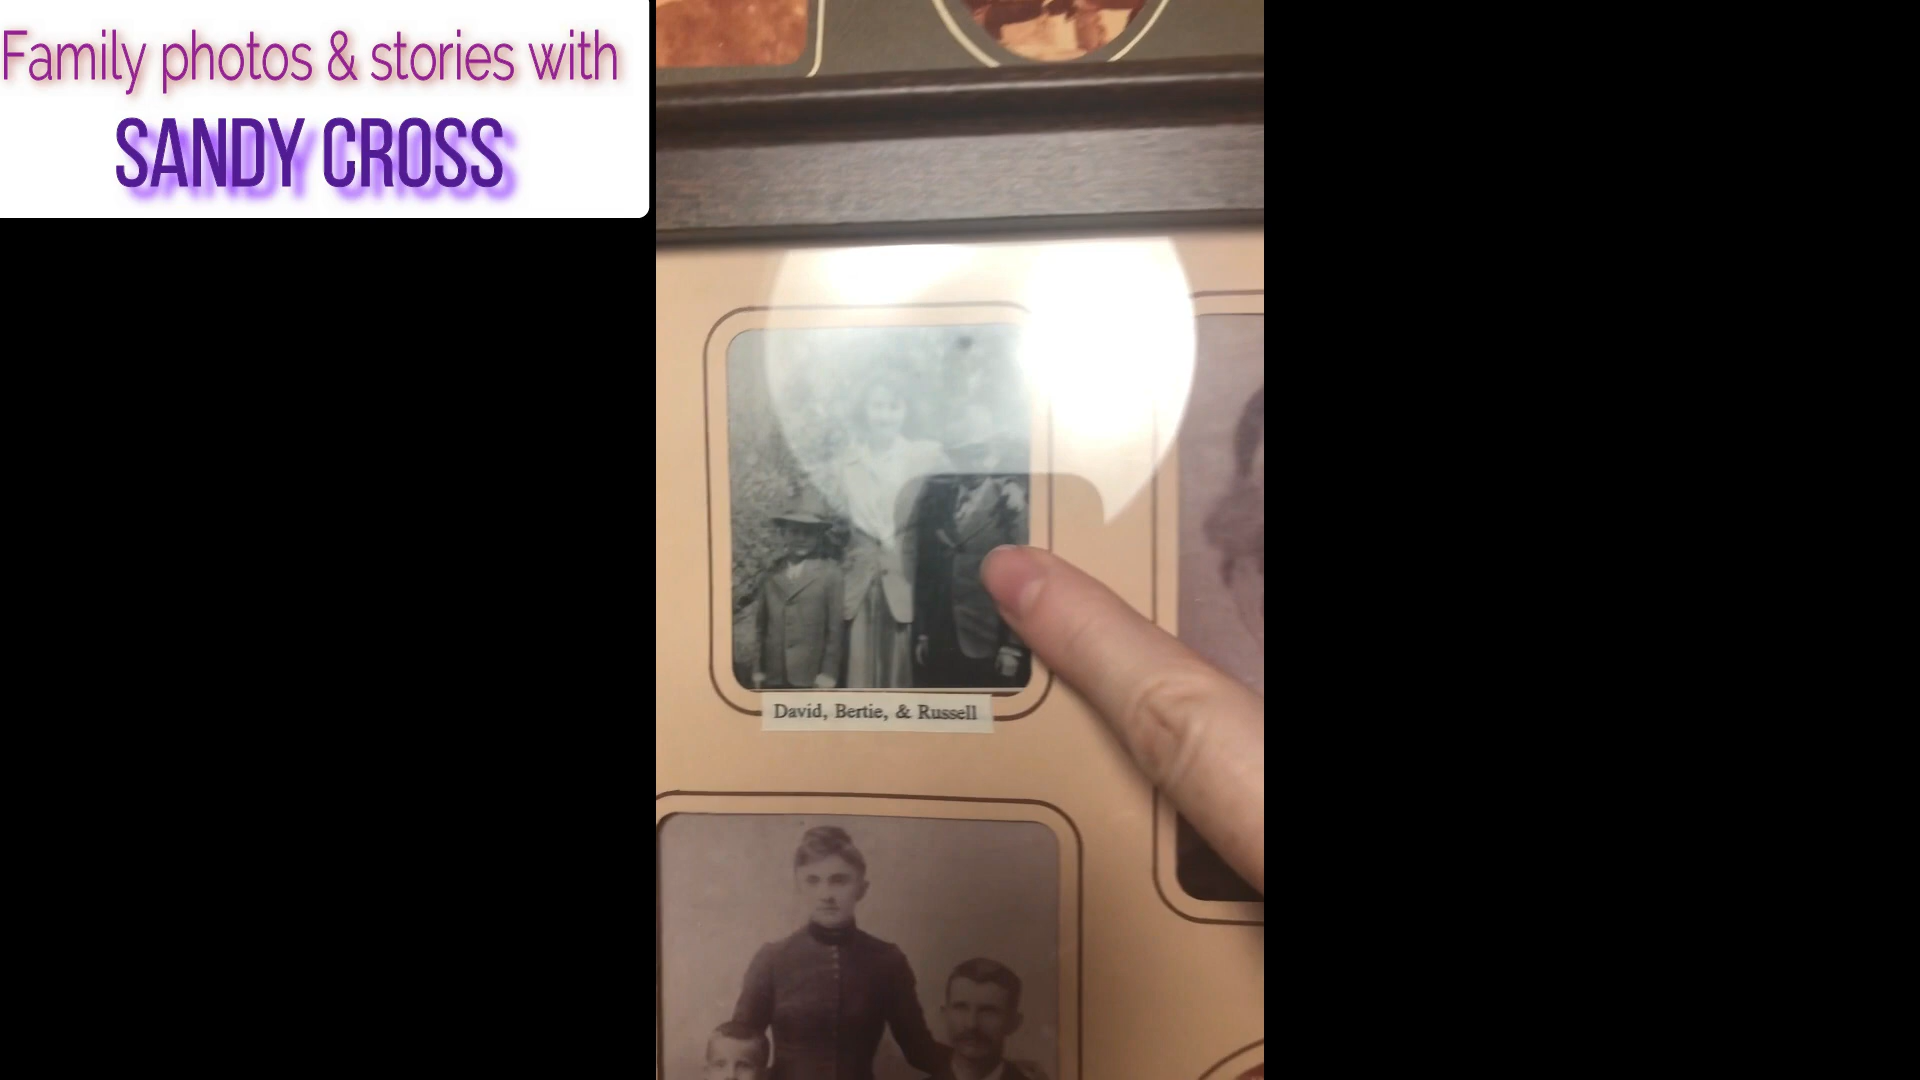 Family photos & stories with
SANDY CROSS
David, Bertie, & Russell